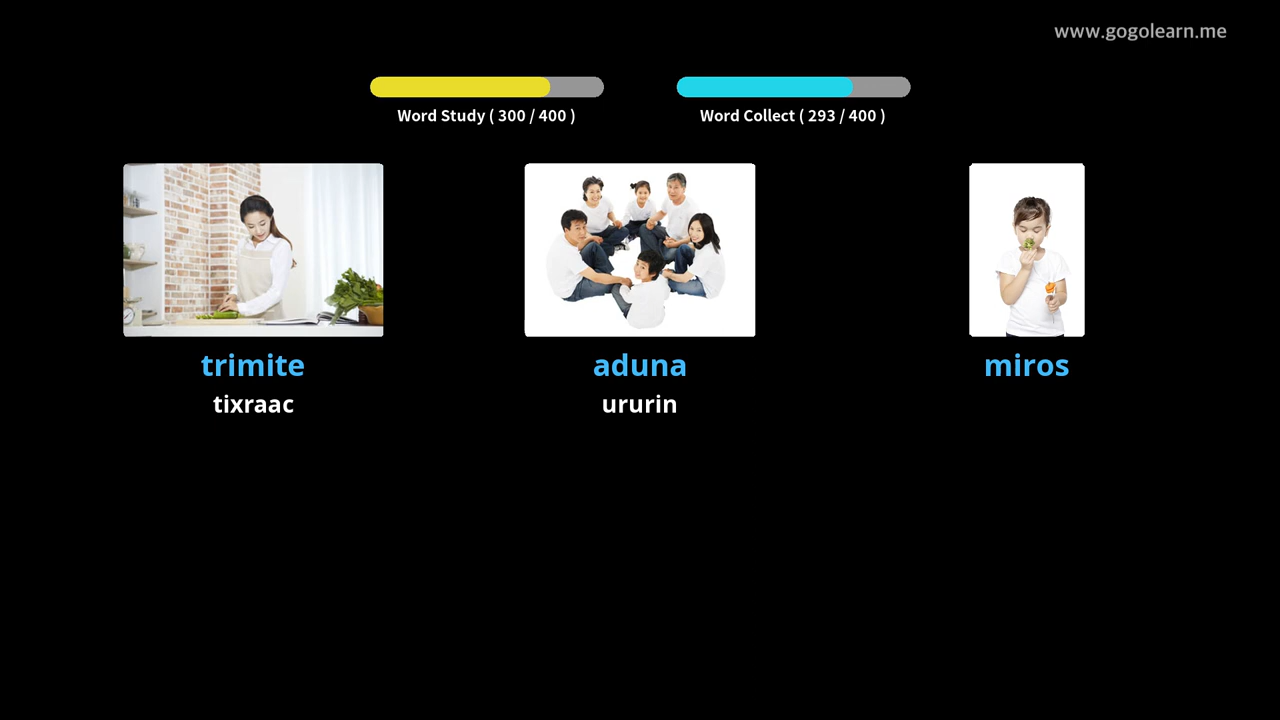 www.gogolearn.me
Word Study ( 300 / 400 )
Word Collect ( 293 / 400 )
trimite
aduna
miros
tixraac
ururin